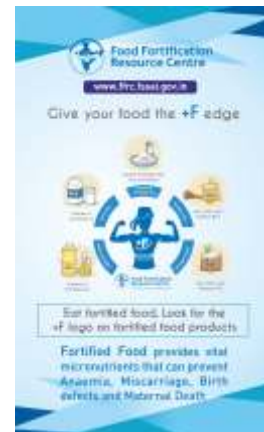 Food Fortification
Resource Centre
www.ffrc.fssai.gov.in
Give your food the +F edge
+F
Eat fortified food. Look for the
+F logo on fortified food products
Fortified Food provides vital
micronutrients that can prevent
Anaemia, Miscarriage, Birth
defects and Maternal Death